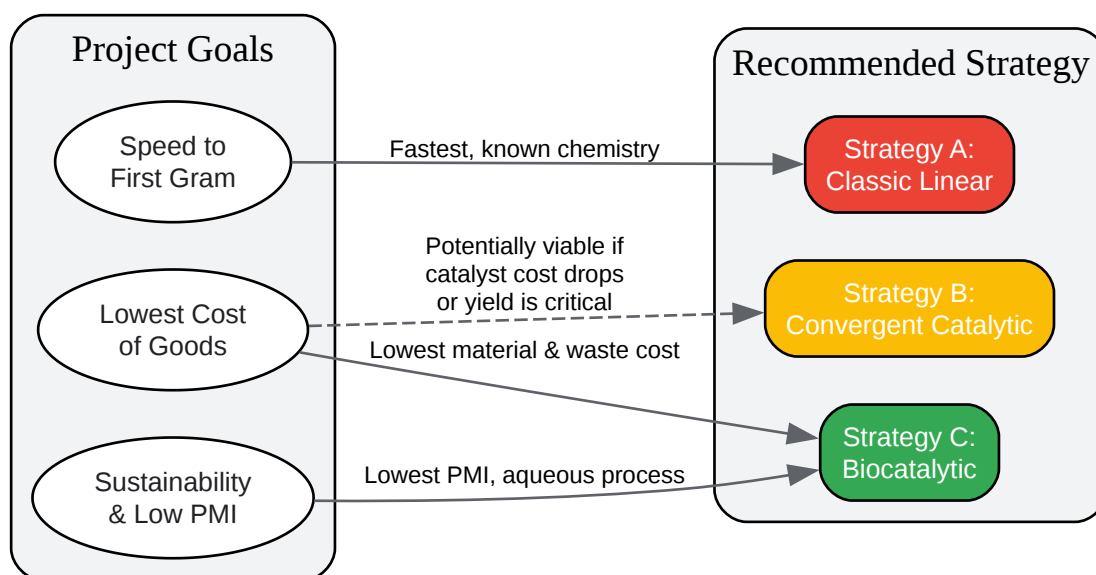 Project Goals
Recommended Strategy
Speed to
First Gram
Fastest, known chemistry
Strategy A:
Classic Linear
Potentially viable if
catalyst cost drops
or yield is critical
Lowest Cost
of Goods
Strategy B:
Convergent Catalytic
Lowest material & waste cost
Sustainability
& Low PMI
Lowest PMI, aqueous process
Strategy C:
Biocatalytic